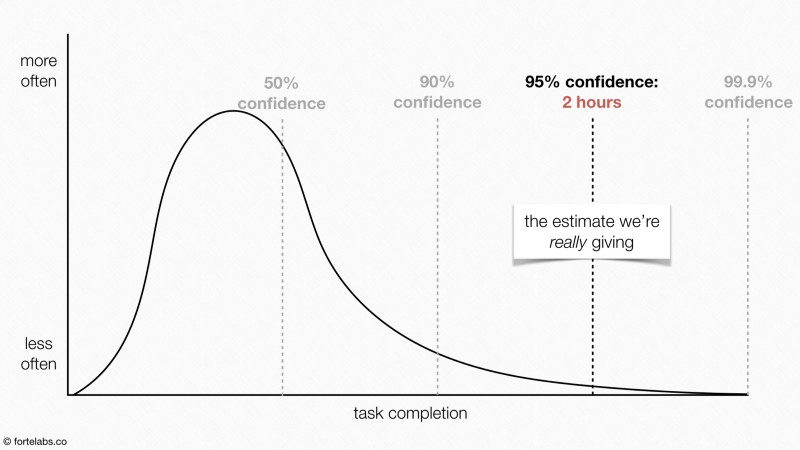 more
often
50%
confidence
90%
confidence
95% confidence:
2 hours
99.9%
confidence
the estimate we're
really giving
less
often
task completion
© fortelabs.co